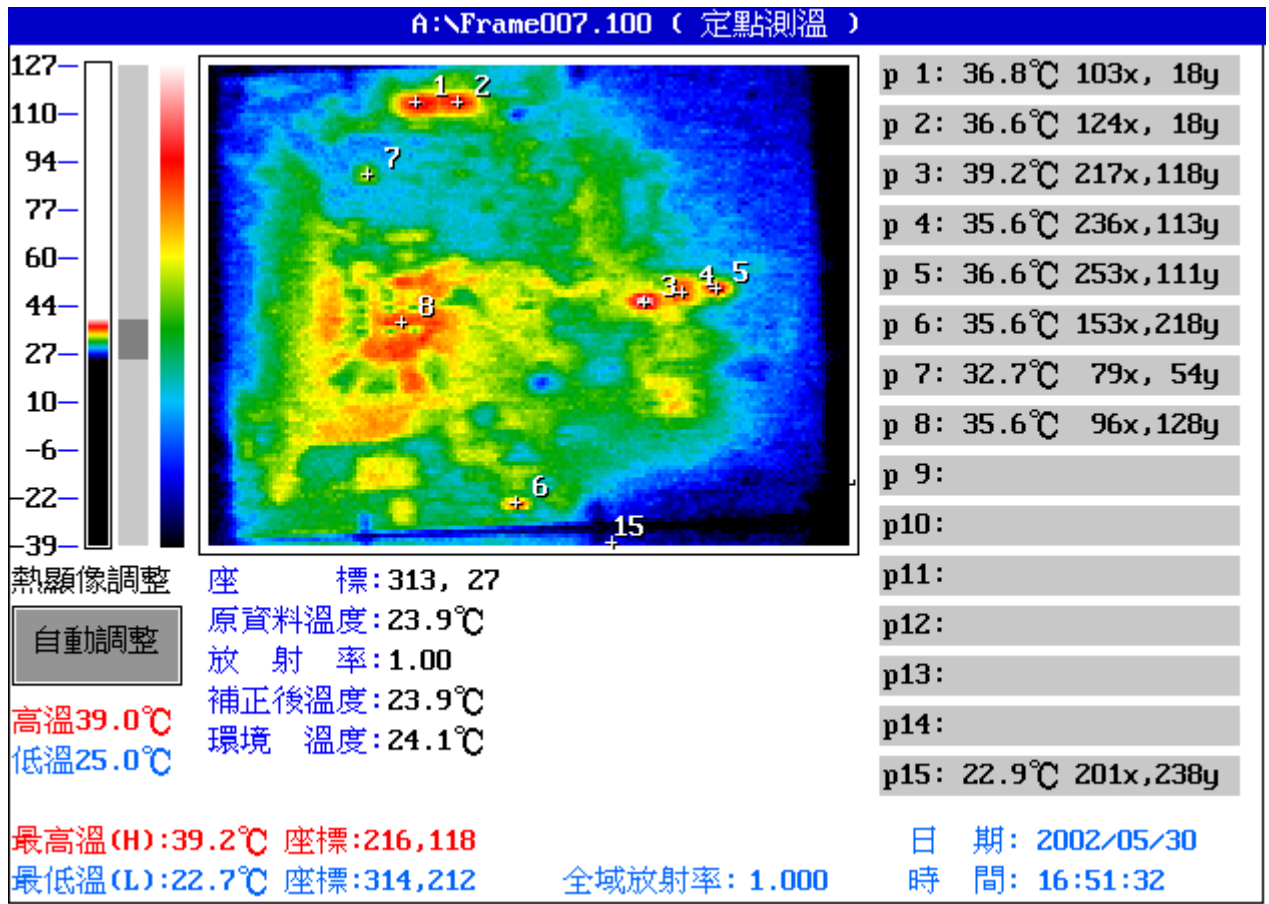 A:\Frame007.100 ( 定點測溫 )
127
110
94
77
60
44
27
10
-6
-22
-39
1
2
7
3
4
5
8
6
15
p 1: 36.8℃ 103x, 18y
p 2: 36.6℃ 124x, 18y
p 3: 39.2℃ 217x,118y
p 4: 35.6℃ 236x,113y
p 5: 36.6℃ 253x,111y
p 6: 35.6℃ 153x,218y
p 7: 32.7℃ 79x, 54y
p 8: 35.6℃ 96x,128y
p 9:
p10:
p11:
p12:
p13:
p14:
p15: 22.9℃ 201x,238y
熱顯像調整
自動調整
高溫39.0℃
低溫25.0℃
座 標:313, 27
原資料溫度:23.9℃
放 射 率:1.00
補正後溫度:23.9℃
環境 溫度:24.1℃
最高溫(H):39.2℃ 座標:216,118
最低溫(L):22.7℃ 座標:314,212
全域放射率: 1.000
日 期: 2002/05/30
時 間: 16:51:32